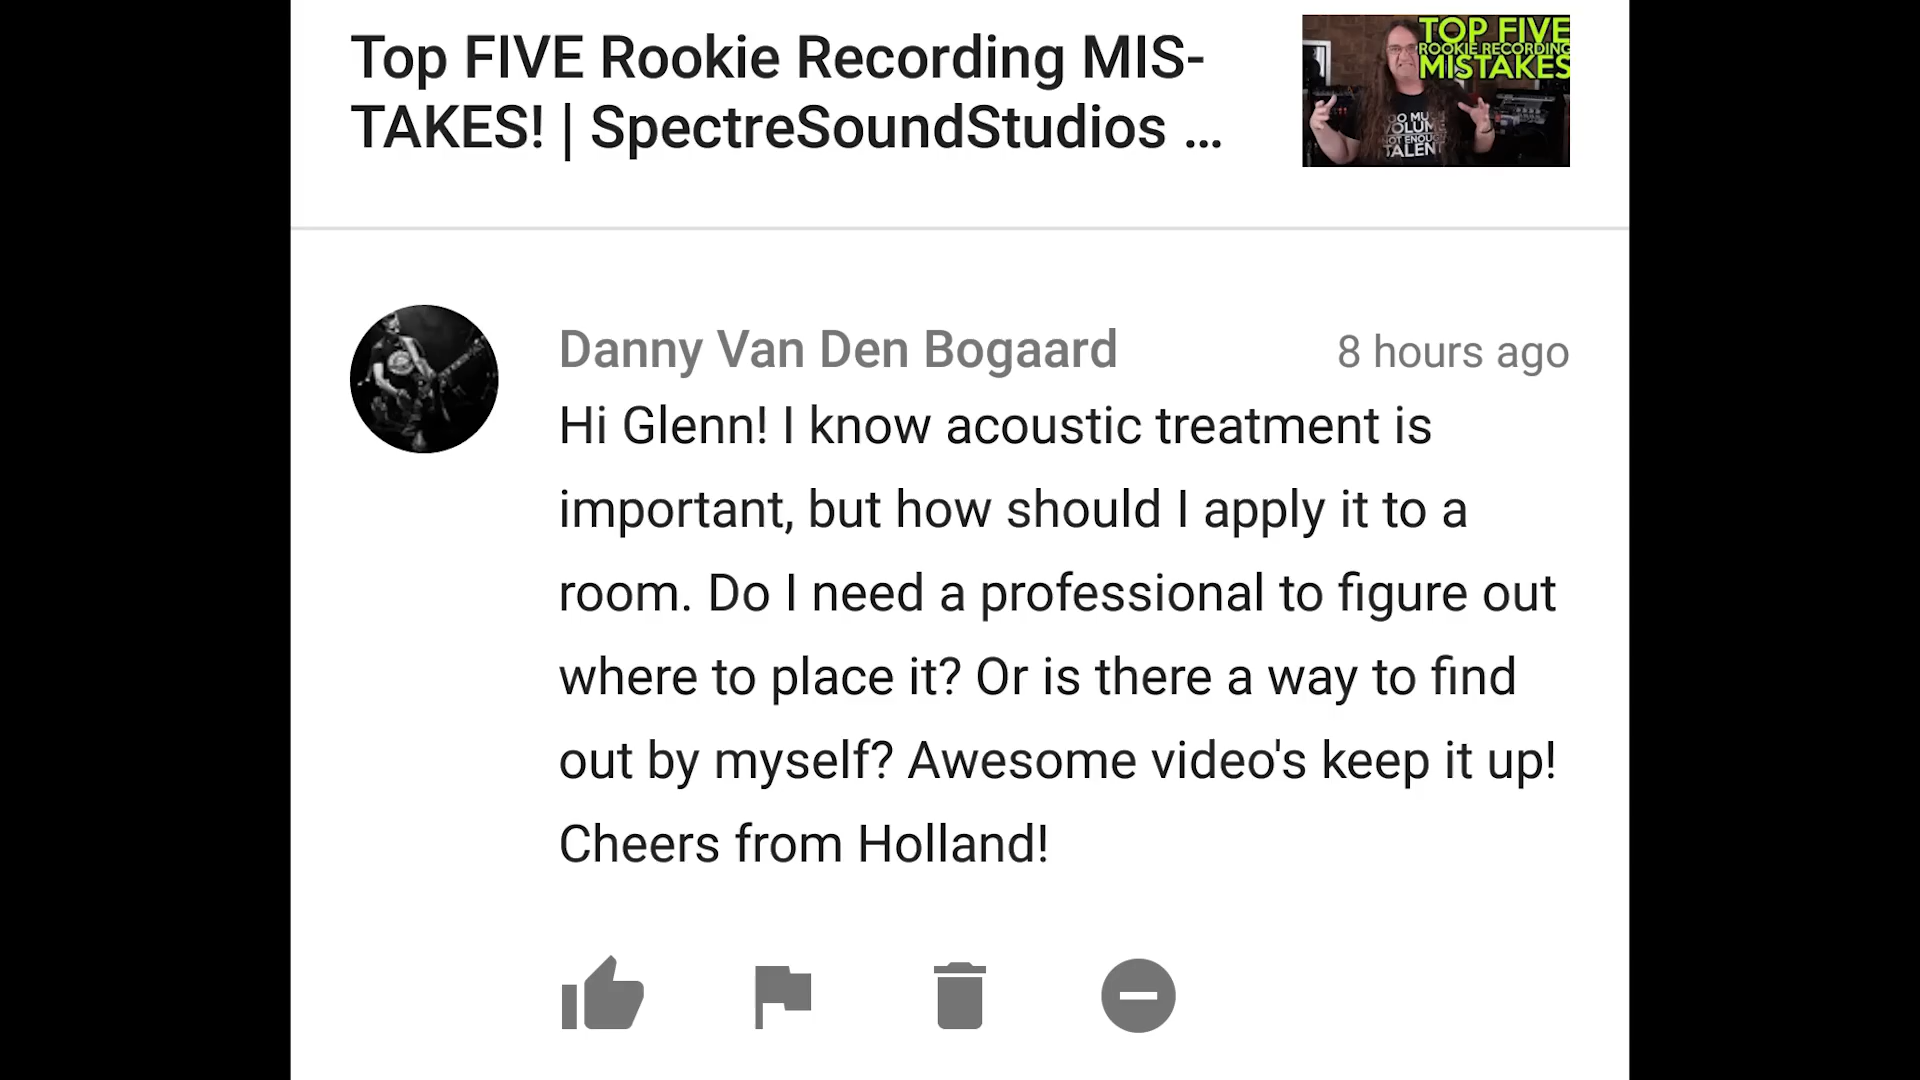 Top FIVE Rookie Recording MIS-
TAKES! | SpectreSoundStudios ...
TOP FIVE
ROOKIE RECORDING
MISTAKES
NOT ENOUGH
TALENT
Danny Van Den Bogaard
8 hours ago
Hi Glenn! I know acoustic treatment is
important, but how should I apply it to a
room. Do I need a professional to figure out
where to place it? Or is there a way to find
out by myself? Awesome video's keep it up!
Cheers from Holland!